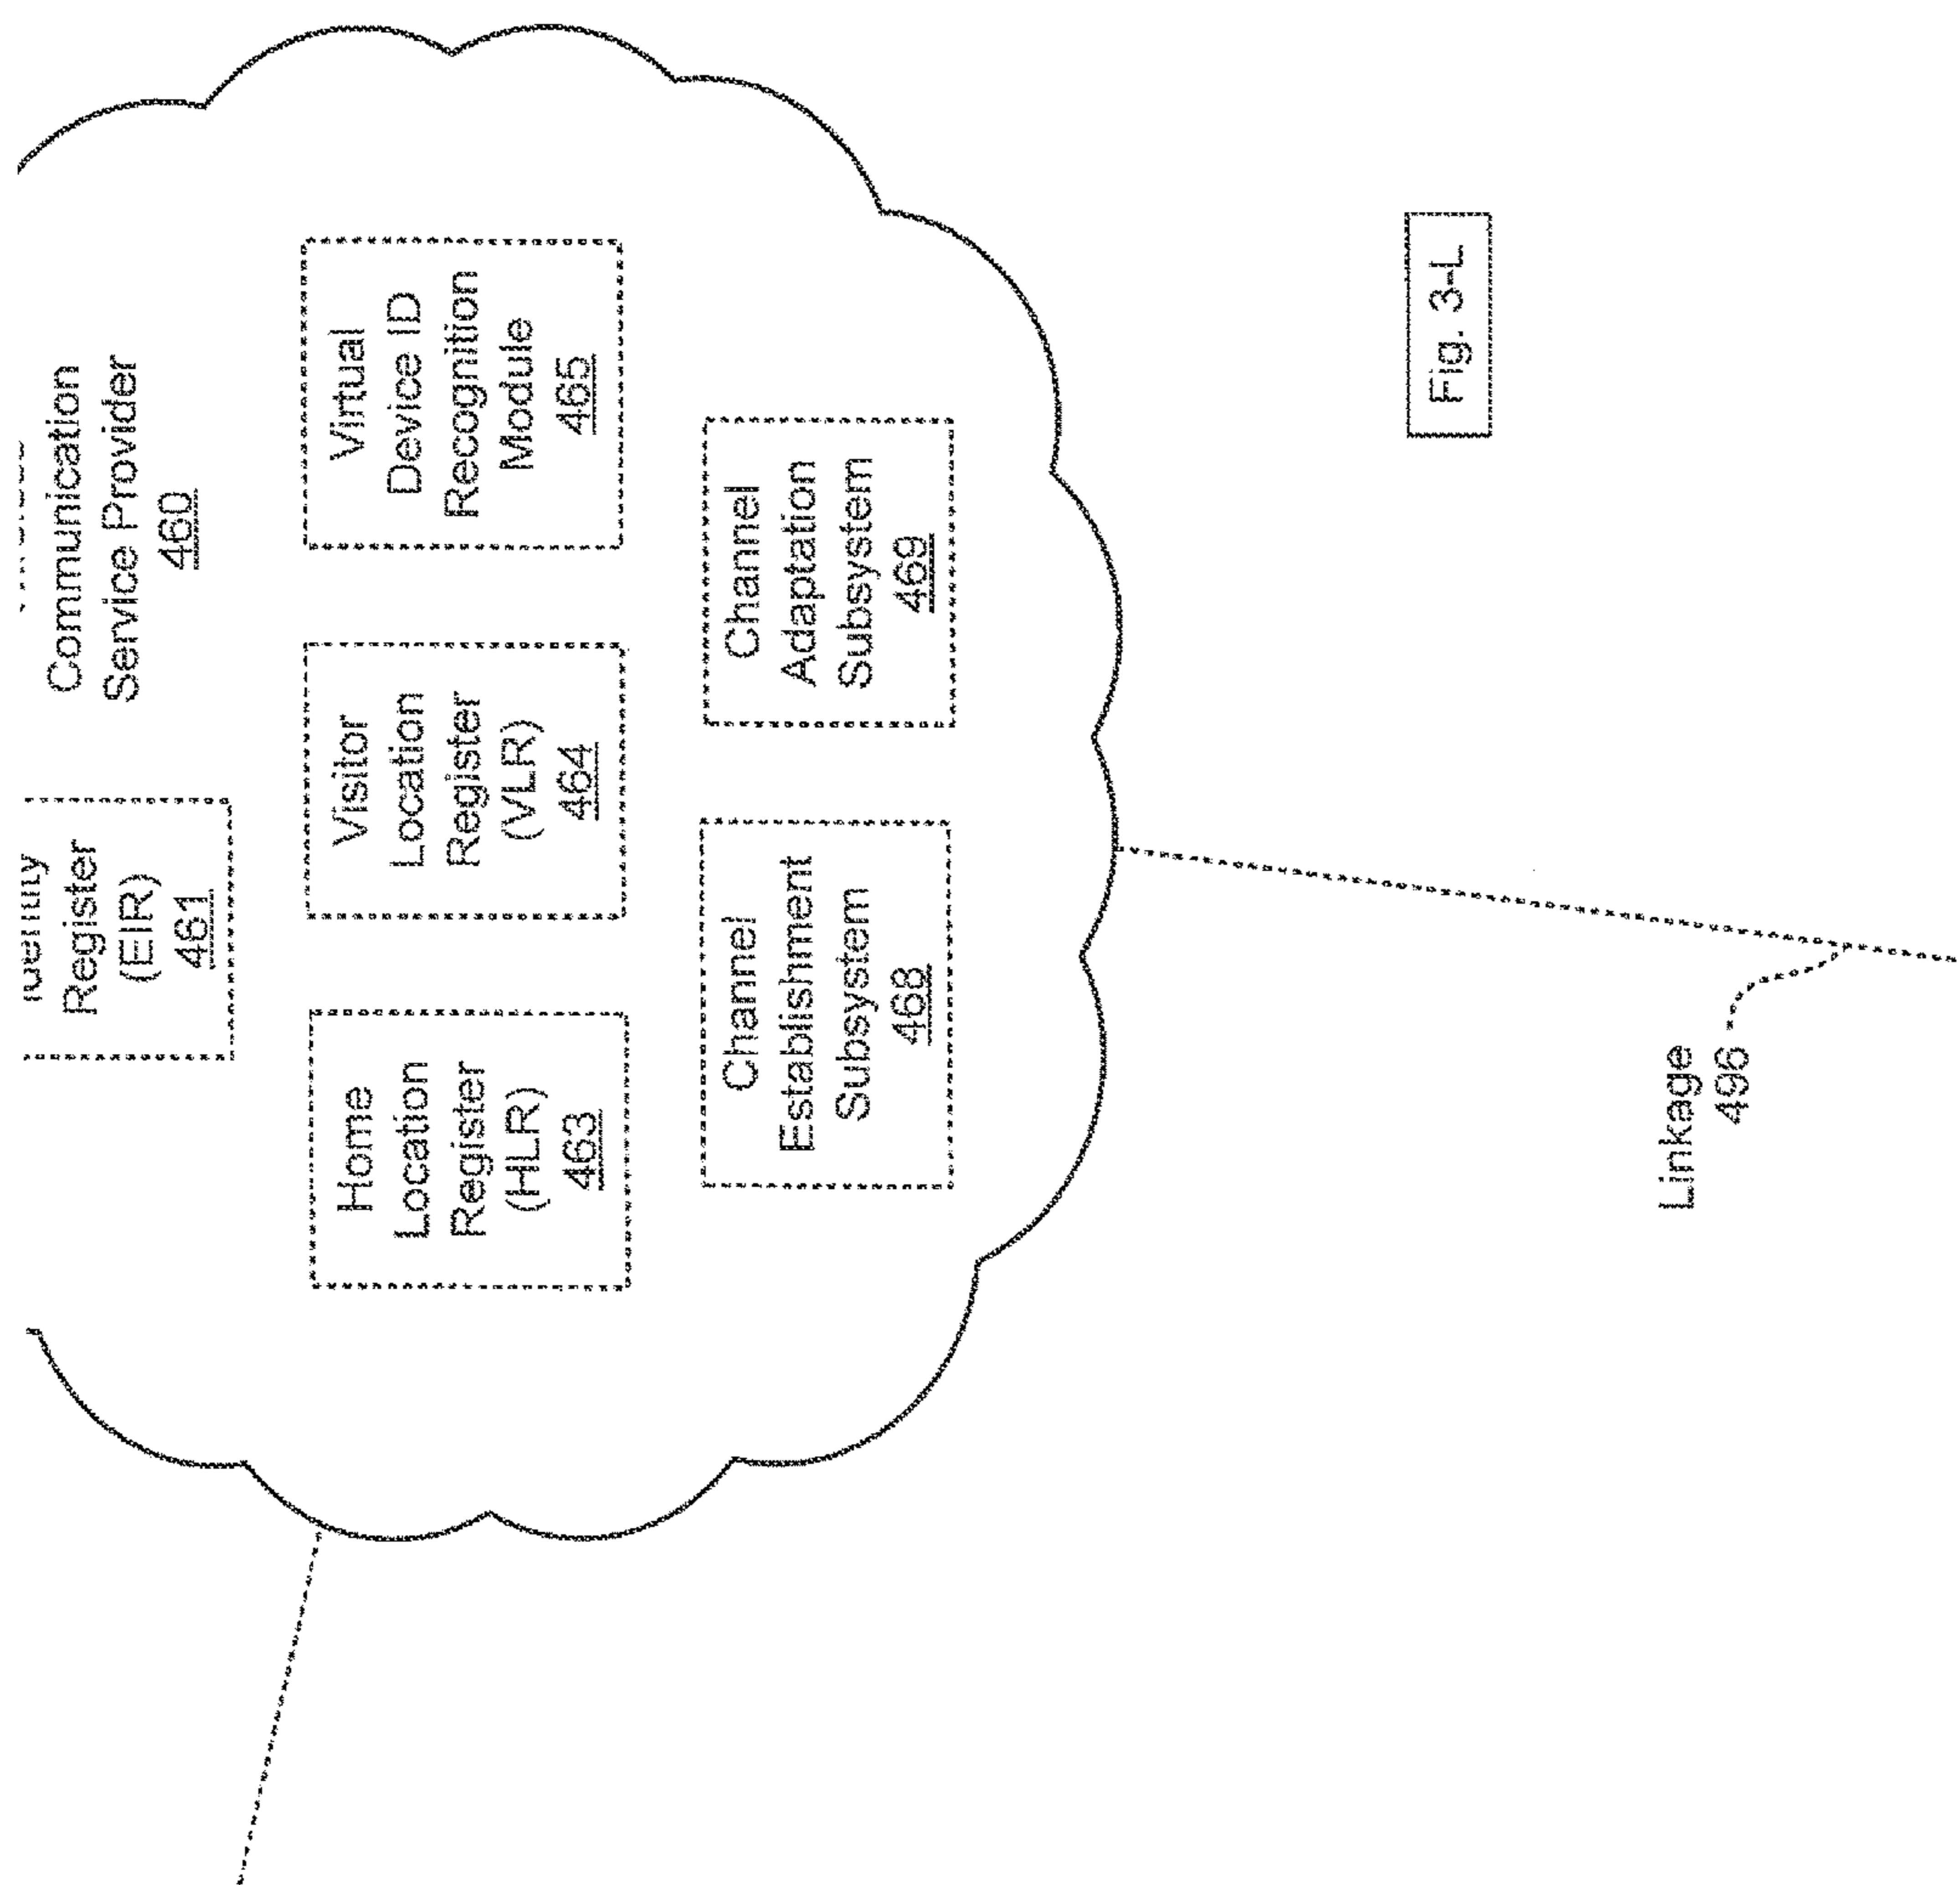 Communication
Service Provider
460
Register
(EIR)
461
Home
Location
Register
(HLR)
463
Visitor
Location
Register
(VLR)
464
Virtual
Device ID
Recognition
Module
465
Channel
Establishment
Subsystem
468
Channel
Adaptation
Subsystem
469
Fig. 3-L
Linkage
496